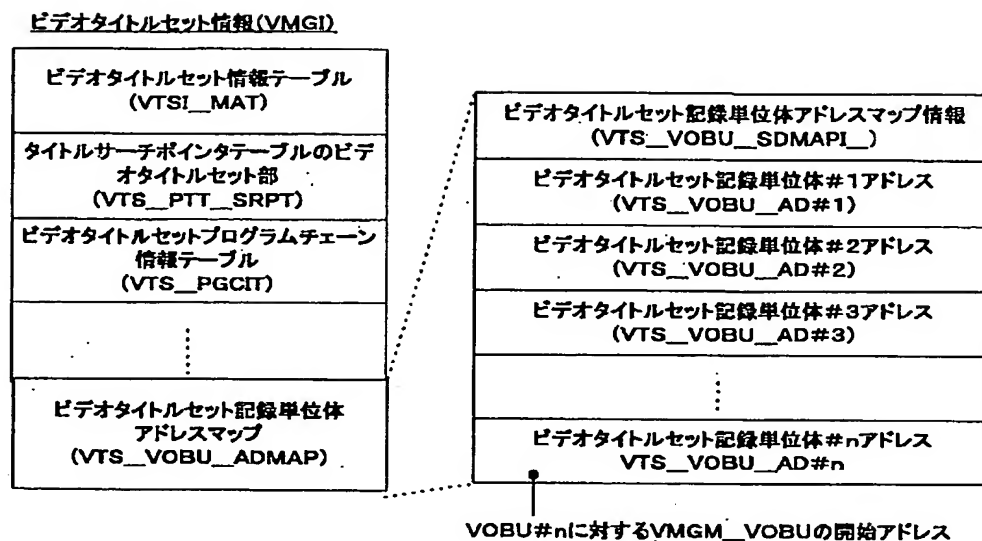 ビデオタイトルセット情報(VMGI)
ビデオタイトルセット情報テーブル
(VTSI__MAT)
タイトルサーチポインタテーブルのビデ
オタイトルセット部
(VTS__PTT__SRPT)
ビデオタイトルセットプログラムチェーン
情報テーブル
(VTS__PGCIT)
ビデオタイトルセット記録単位体
アドレスマップ
(VTS__VOBU__ADMAP)
ビデオタイトルセット記録単位体アドレスマップ情報
(VTS__VOBU__SDMAPI__)
ビデオタイトルセット記録単位体#1アドレス
(VTS__VOBU__AD#1)
ビデオタイトルセット記録単位体#2アドレス
(VTS__VOBU__AD#2)
ビデオタイトルセット記録単位体#3アドレス
(VTS__VOBU__AD#3)
ビデオタイトルセット記録単位体#nアドレス
VTS__VOBU__AD#n
VOBU#nに対するVMGM__VOBUの開始アドレス